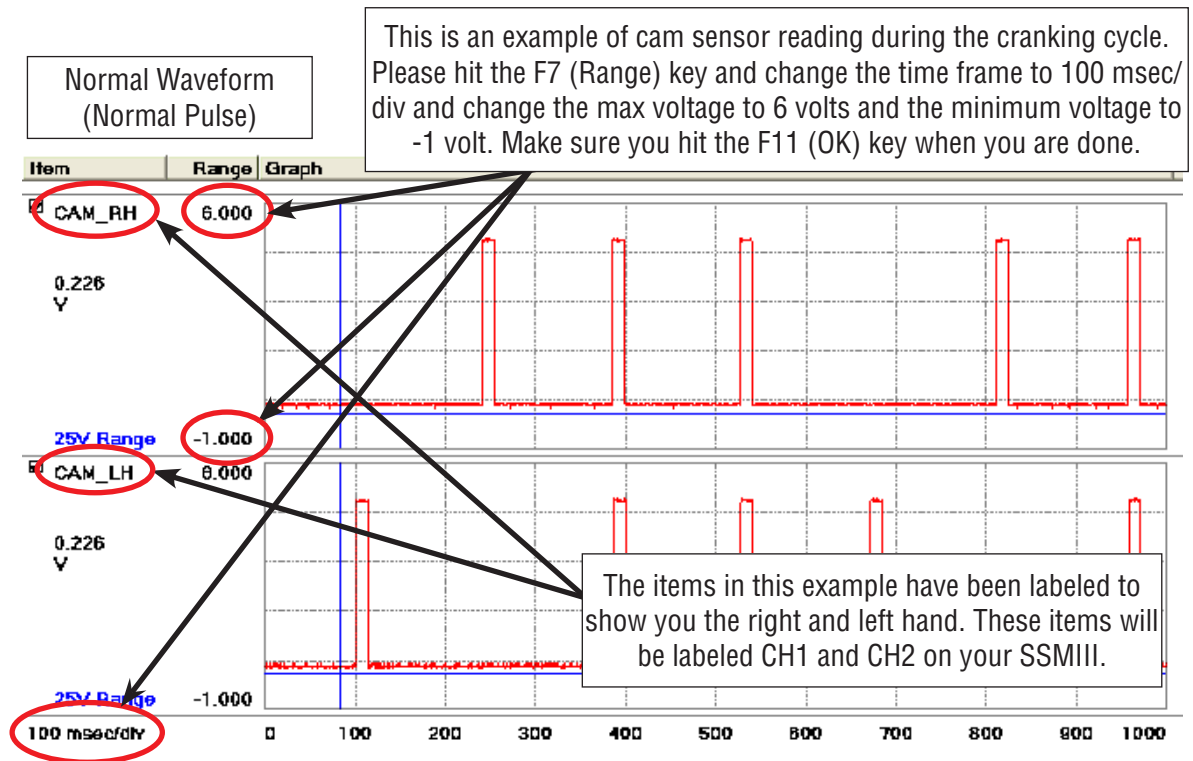 This is an example of cam sensor reading during the cranking cycle.
Please hit the F7 (Range) key and change the time frame to 100 msec/
div and change the max voltage to 6 volts and the minimum voltage to
-1 volt. Make sure you hit the F11 (OK) key when you are done.
Normal Waveform
(Normal Pulse)
Item Range Graph
CAM_RH 6.000
0.226
V
25V Range -1.000
CAM_LH 6.000
0.226
V
The items in this example have been labeled to
show you the right and left hand. These items will
be labeled CH1 and CH2 on your SSMIII.
25V Range -1.000
100 msec/div 0 100 200 300 400 500 600 700 800 900 1000